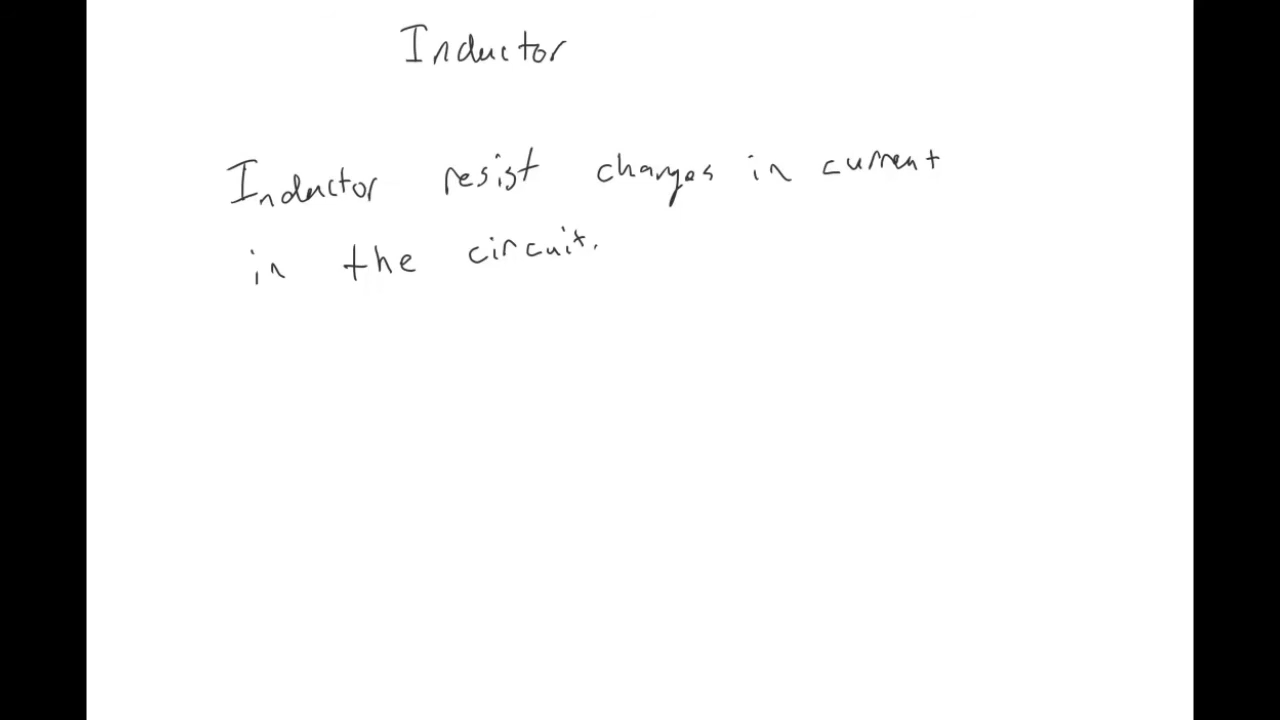 Inductor
Inductor resist changes in current
in the circuit.